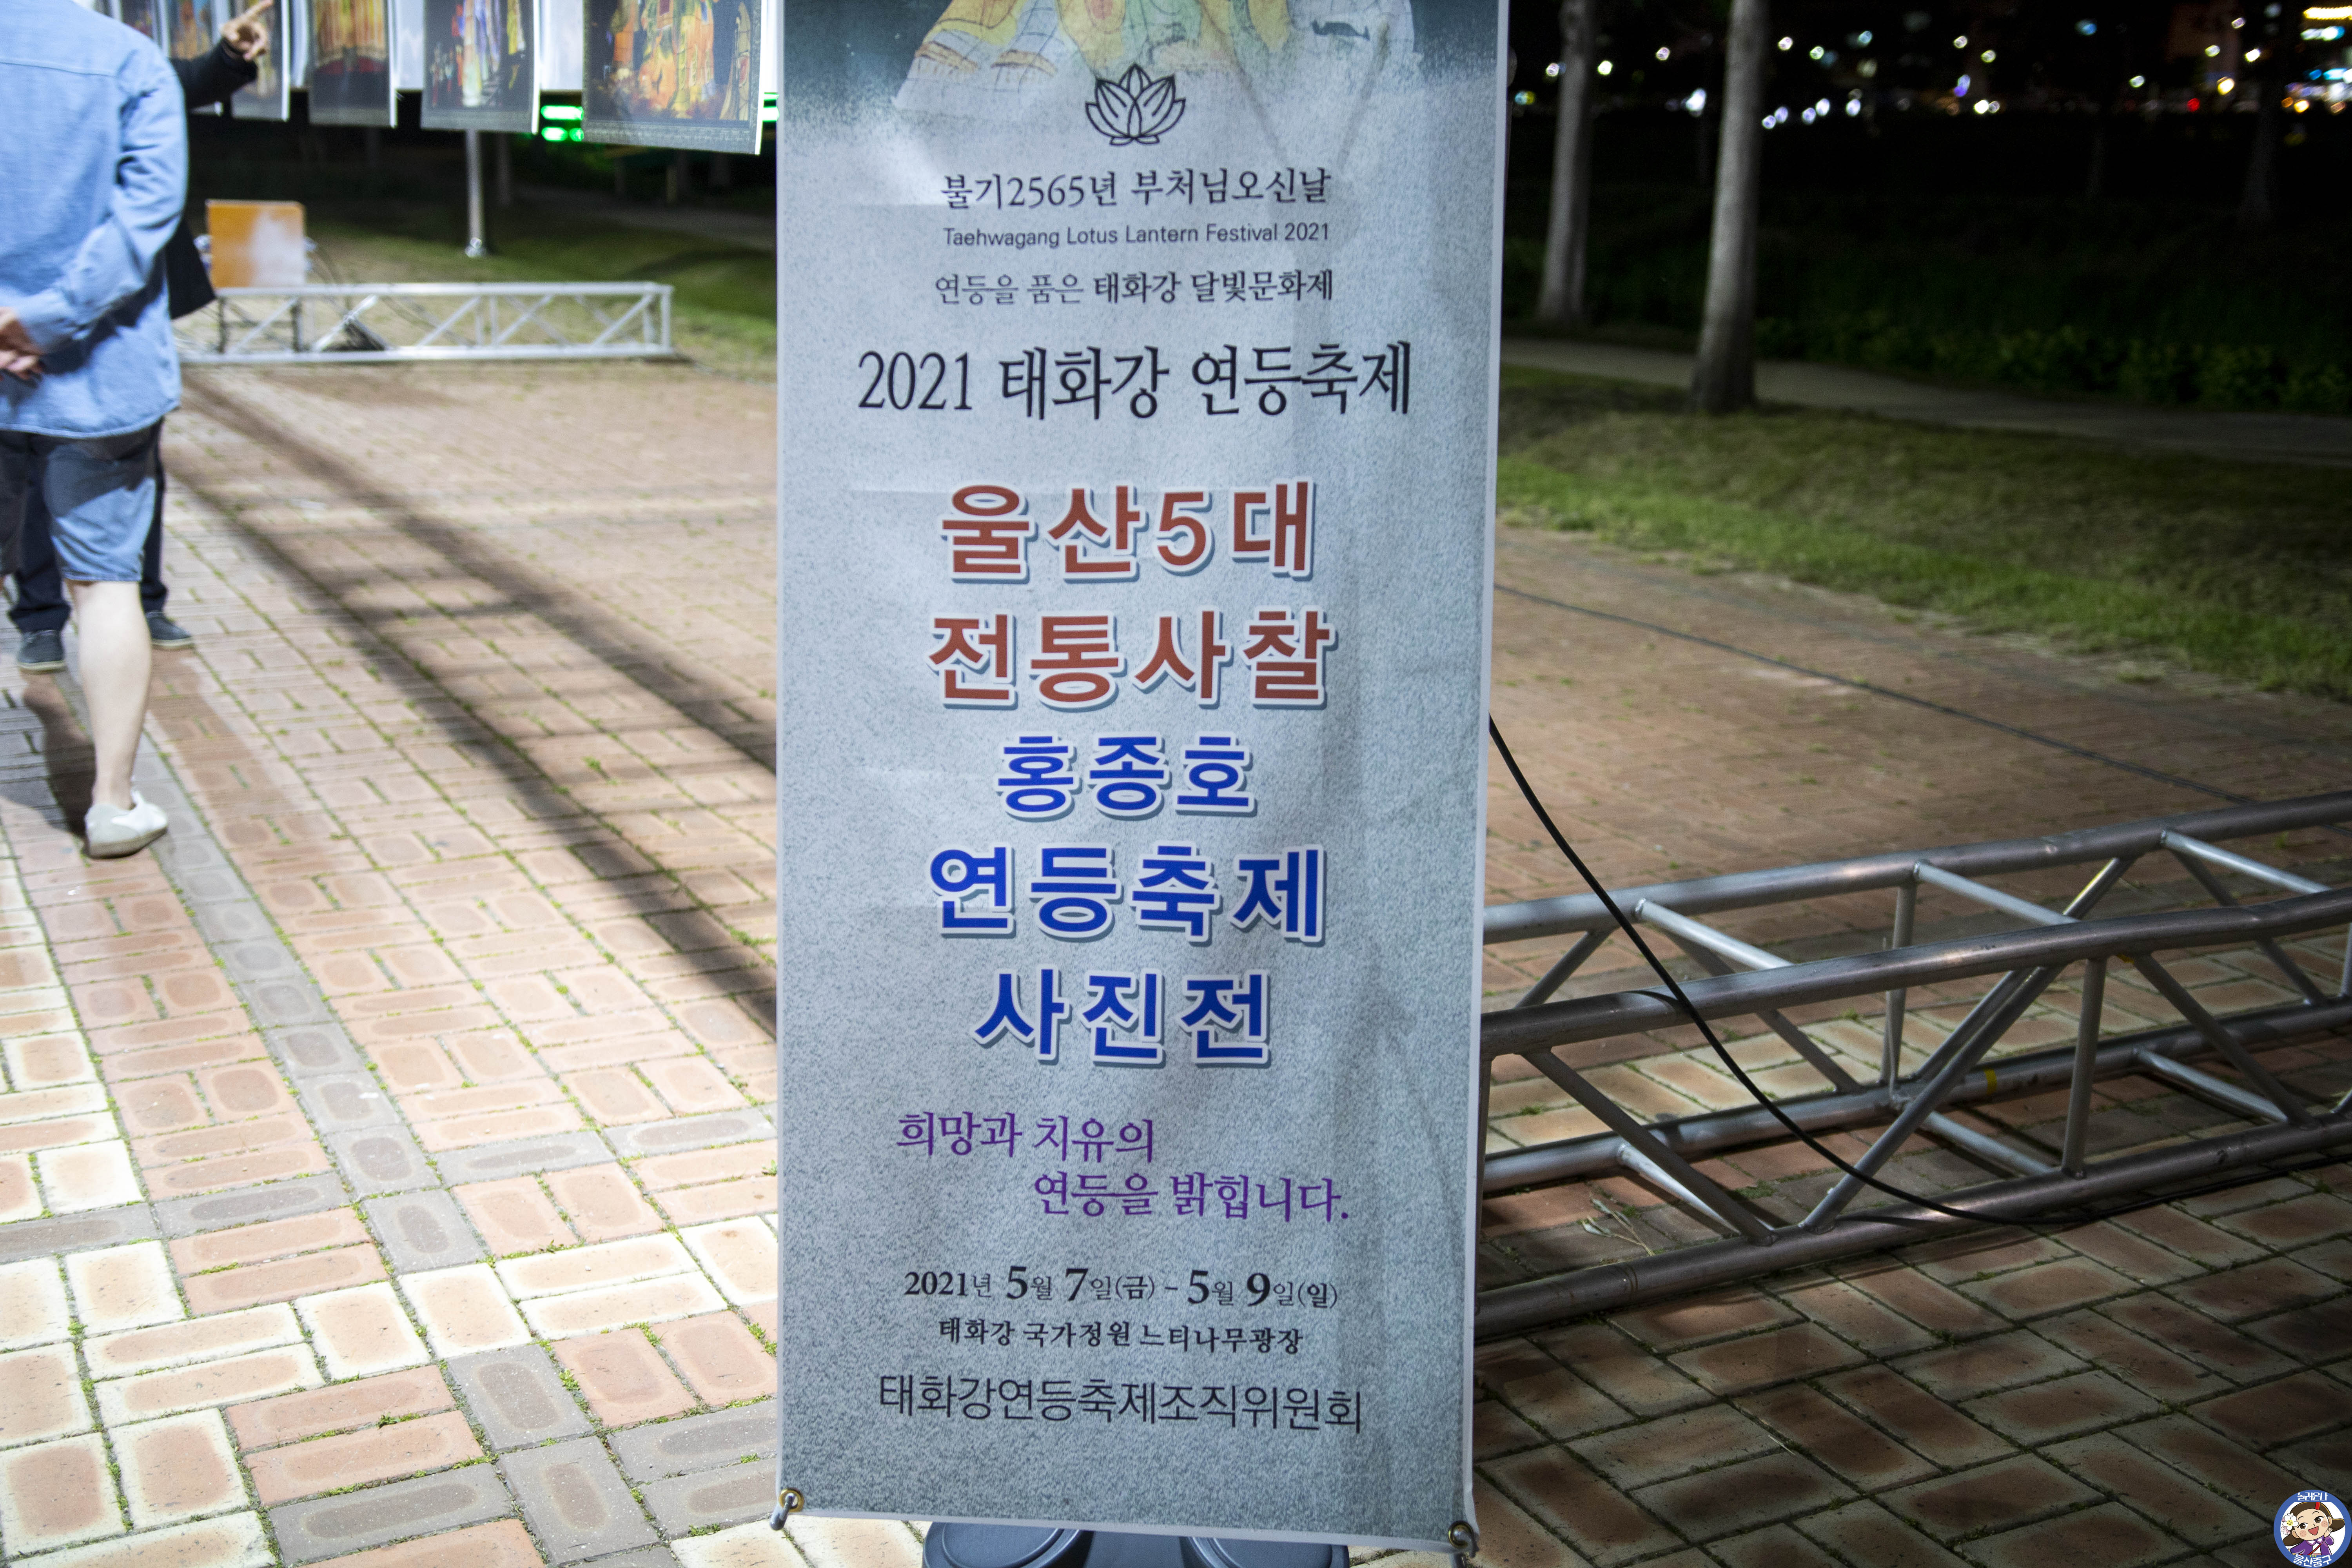 불기2565년 부처님오신날
Taehwagang Lotus Lantern Festival 2021
연등을 품은 태화강 달빛문화제
2021 태화강 연등축제
울산5대
전통사찰
홍종호
연등축제
사진전
희망과 치유의
연등을 밝힙니다.
2021년 5월 7일(금) - 5월 9일(일)
태화강 국가정원 느티나무광장
태화강연등축제조직위원회
울산중구